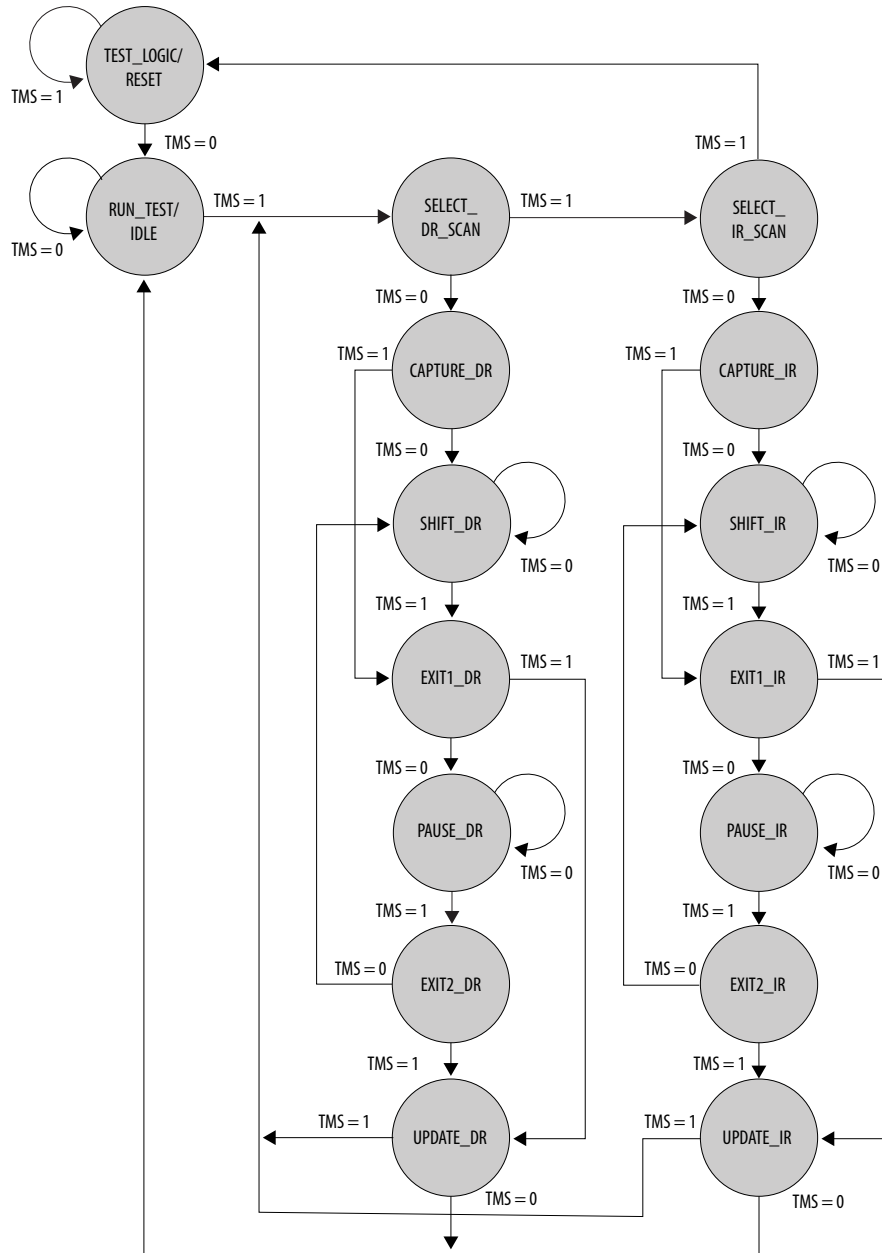 TEST_LOGIC/
RESET
TMS = 1
TMS = 0
TMS = 1
RUN_TEST/
IDLE
TMS = 0
TMS = 1
SELECT_
DR_SCAN
TMS = 1
SELECT_
IR_SCAN
TMS = 0
TMS = 0
TMS = 1
CAPTURE_DR
TMS = 1
CAPTURE_IR
TMS = 0
TMS = 0
SHIFT_DR
TMS = 0
SHIFT_IR
TMS = 0
TMS = 1
TMS = 1
EXIT1_DR
TMS = 1
EXIT1_IR
TMS = 1
TMS = 0
TMS = 0
PAUSE_DR
TMS = 0
PAUSE_IR
TMS = 0
TMS = 1
TMS = 1
TMS = 0
EXIT2_DR
TMS = 0
EXIT2_IR
TMS = 1
TMS = 1
TMS = 1
UPDATE_DR
TMS = 1
UPDATE_IR
TMS = 0
TMS = 0